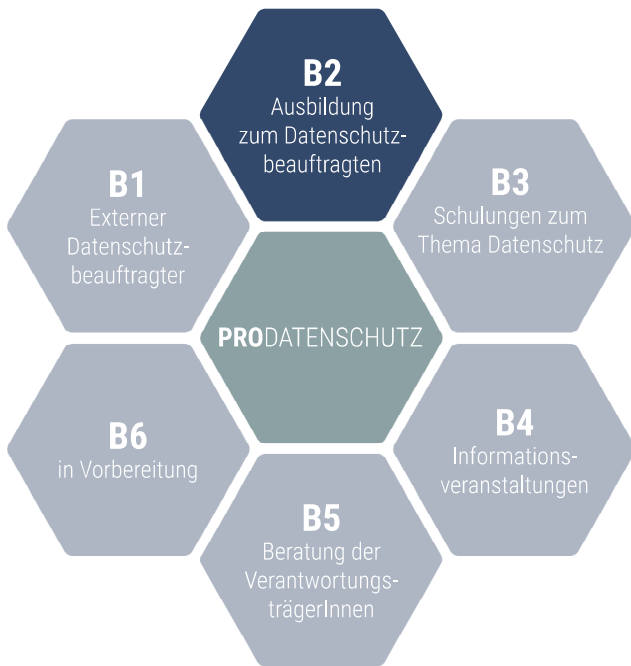 B2
Ausbildung
zum Datenschutz-
beauftragten
B1
Externer
Datenschutz-
beauftragter
B3
Schulungen zum
Thema Datenschutz
PRODATENSCHUTZ
B6
in Vorbereitung
B4
Informations-
veranstaltungen
B5
Beratung der
Verantwortungs-
trägerInnen